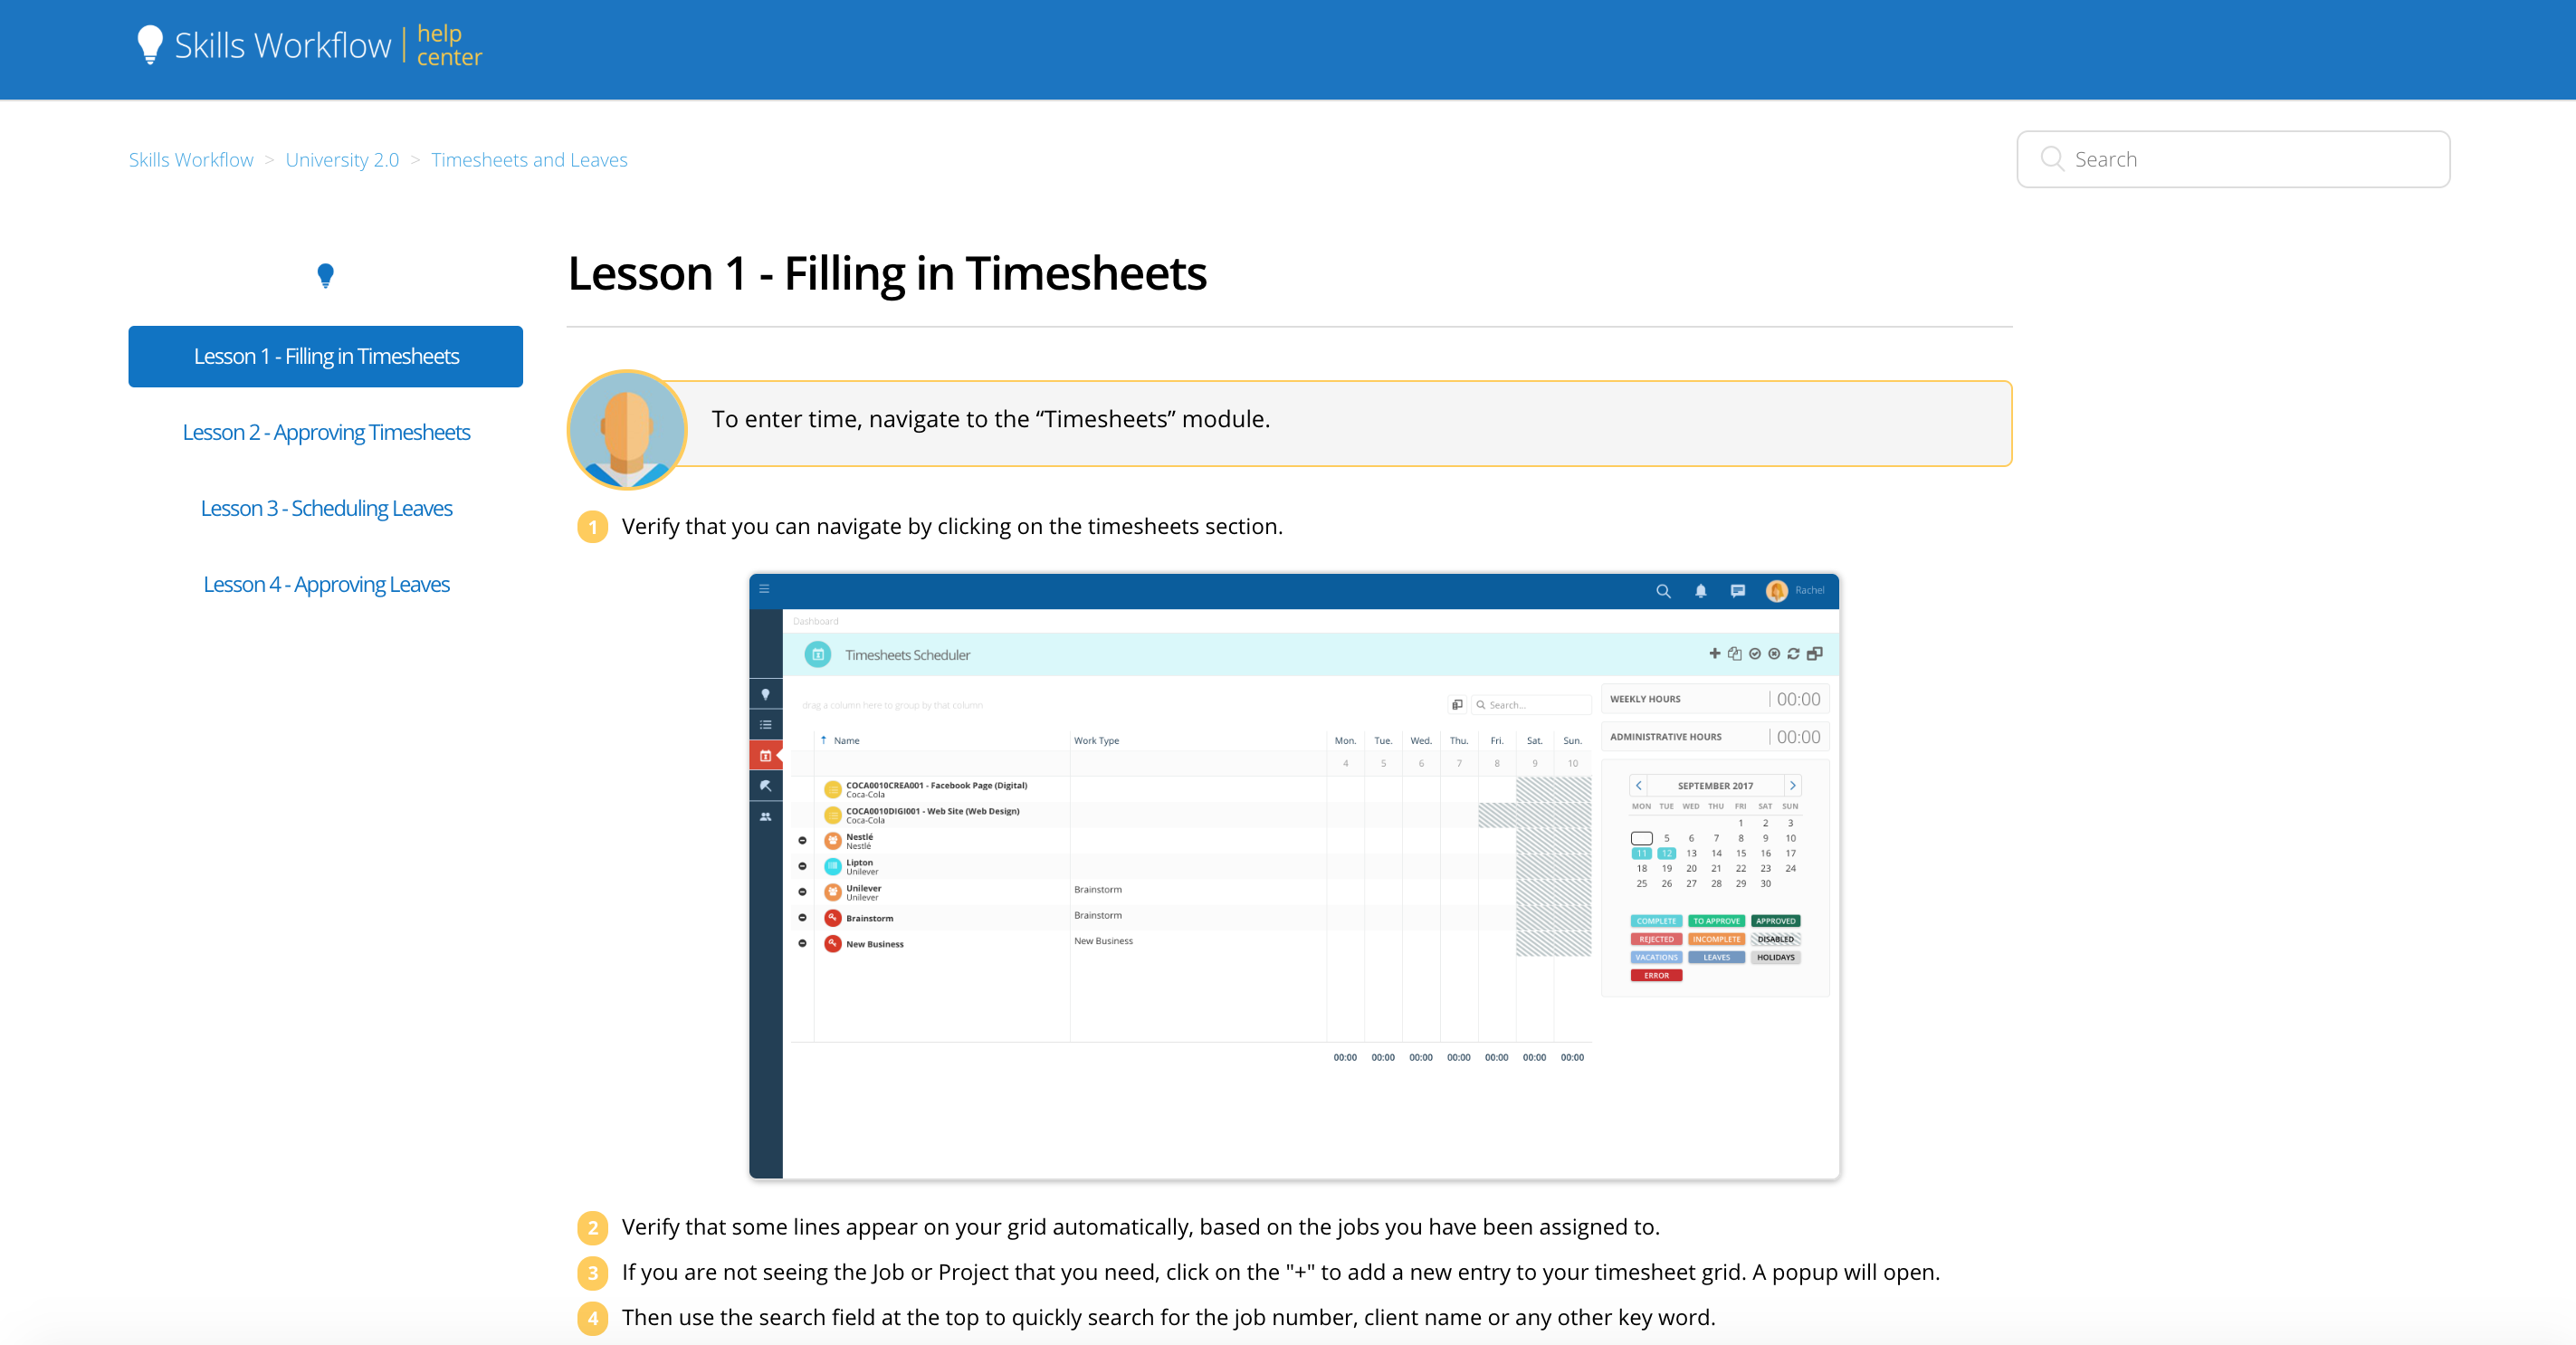 Skills Workflow | help center
Skills Workflow > University 2.0 > Timesheets and Leaves
Search
Lesson 1 - Filling in Timesheets
Lesson 2 - Approving Timesheets
Lesson 3 - Scheduling Leaves
Lesson 4 - Approving Leaves
Lesson 1 - Filling in Timesheets
To enter time, navigate to the “Timesheets” module.
1 Verify that you can navigate by clicking on the timesheets section.
Rachel
Dashboard
Timesheets Scheduler
drag a column here to group by that column
Search...
Name Work Type Mon. Tue. Wed. Thu. Fri. Sat. Sun.
4 5 6 7 8 9 10
COCA0010CREA001 - Facebook Page (Digital)
Coca-Cola
COCA0010DIGI001 - Web Site (Web Design)
Coca-Cola
Nestlé
Nestlé
Lipton
Unilever
Unilever Brainstorm
Unilever
Brainstorm Brainstorm
New Business New Business
00:00 00:00 00:00 00:00 00:00 00:00 00:00
WEEKLY HOURS | 00:00
ADMINISTRATIVE HOURS | 00:00
SEPTEMBER 2017
MON TUE WED THU FRI SAT SUN
1 2 3
5 6 7 8 9 10
11 12 13 14 15 16 17
18 19 20 21 22 23 24
25 26 27 28 29 30
COMPLETE TO APPROVE APPROVED
REJECTED INCOMPLETE DISABLED
VACATIONS LEAVES HOLIDAYS
ERROR
2 Verify that some lines appear on your grid automatically, based on the jobs you have been assigned to.
3 If you are not seeing the Job or Project that you need, click on the "+" to add a new entry to your timesheet grid. A popup will open.
4 Then use the search field at the top to quickly search for the job number, client name or any other key word.